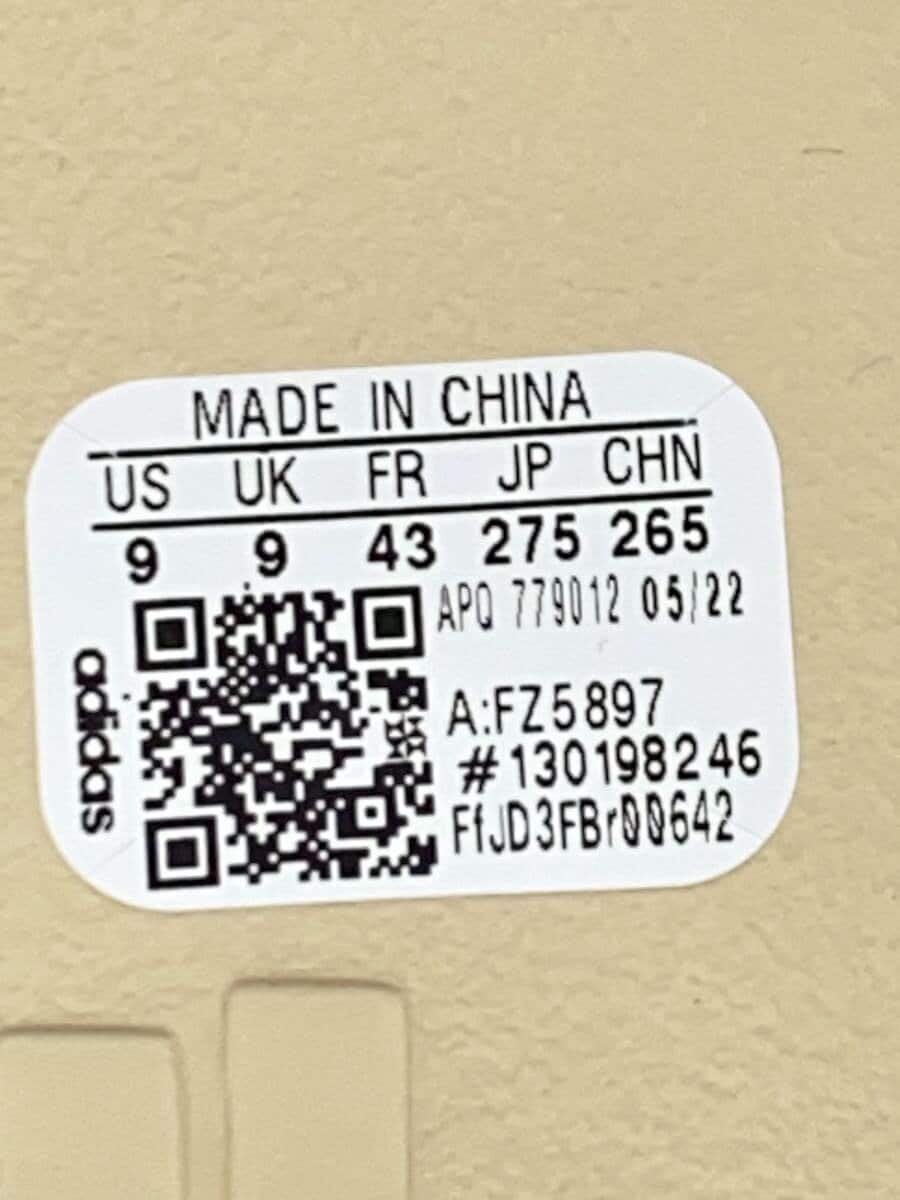 MADE IN CHINA
US UK FR JP CHN
9 9 43 275 265
APQ 779012 05/22
adidas
A:FZ5897
#130198246
FfJD3FBr00642